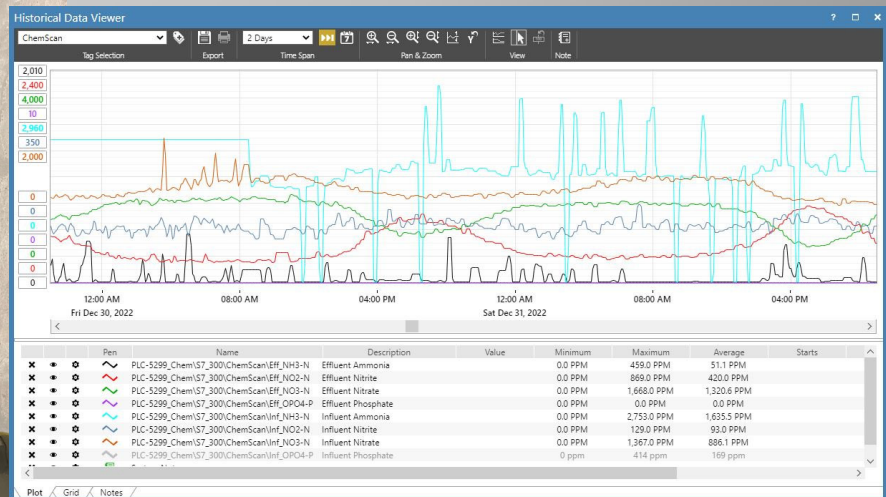 Historical Data Viewer
ChemScan
2 Days
7
Tag Selection
Export
Time Span
Pan & Zoom
View
Note
2,010
2,400
4,000
10
2,960
350
2,000
0
0
0
0
0
0
0
12:00 AM 08:00 AM 04:00 PM 12:00 AM 08:00 AM 04:00 PM
Fri Dec 30, 2022 Sat Dec 31, 2022
Pen Name Description Value Minimum Maximum Average Starts
PLC-5299_Chem\S7_300\ChemScan\Eff_NH3-N Effluent Ammonia 0.0 PPM 459.0 PPM 51.1 PPM
PLC-5299_Chem\S7_300\ChemScan\Eff_NO2-N Effluent Nitrite 0.0 PPM 869.0 PPM 420.0 PPM
PLC-5299_Chem\S7_300\ChemScan\Eff_NO3-N Effluent Nitrate 0.0 PPM 1,668.0 PPM 1,320.6 PPM
PLC-5299_Chem\S7_300\ChemScan\Eff_OPO4-P Effluent Phosphate 0.0 PPM 0.0 PPM 0.0 PPM
PLC-5299_Chem\S7_300\ChemScan\Inf_NH3-N Influent Ammonia 0.0 PPM 2,753.0 PPM 1,635.5 PPM
PLC-5299_Chem\S7_300\ChemScan\Inf_NO2-N Influent Nitrite 0.0 PPM 129.0 PPM 93.0 PPM
PLC-5299_Chem\S7_300\ChemScan\Inf_NO3-N Influent Nitrate 0.0 PPM 1,367.0 PPM 886.1 PPM
PLC-5299_Chem\S7_300\ChemScan\Inf_OPO4-P Influent Phosphate 0 ppm 414 ppm 169 ppm
Plot Grid Notes